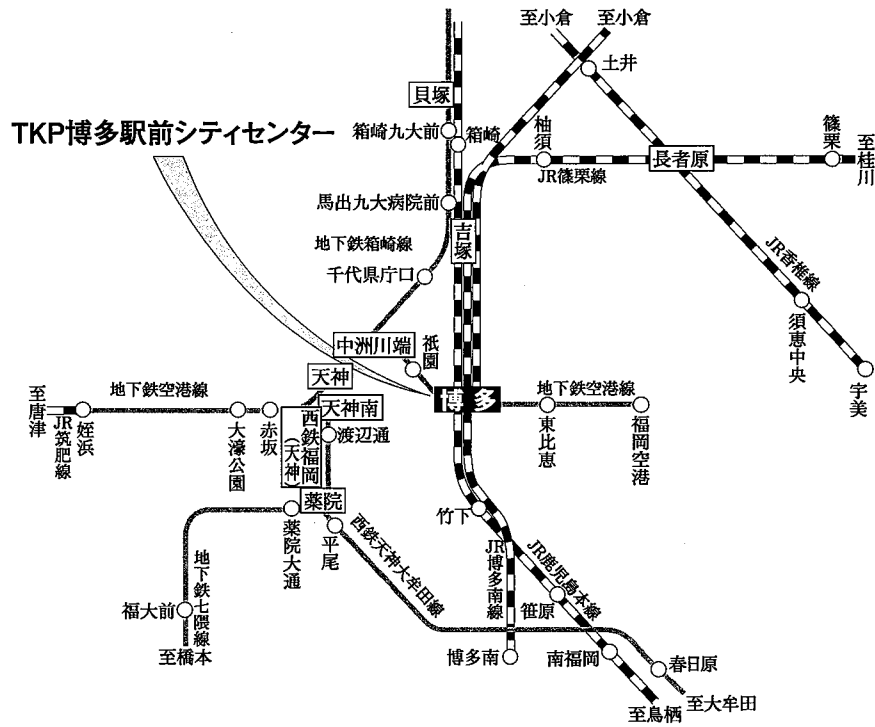 至小倉
至小倉
土井
貝塚
TKP博多駅前シティセンター
箱崎九大前
箱崎
柚須
JR篠栗線
長者原
篠栗
至桂川
馬出九大病院前
吉塚
地下鉄箱崎線
千代県庁口
JR香椎線
須恵中央
宇美
中洲川端
祇園
天神
博多
地下鉄空港線
東比恵
福岡空港
至唐津
JR筑肥線
姪浜
地下鉄空港線
大濠公園
赤坂
西鉄福岡
(天神)
天神南
渡辺通
薬院
薬院大通
平尾
竹下
西鉄天神大牟田線
JR博多南線
JR鹿児島本線
地下鉄七隈線
福大前
至橋本
笹原
博多南
南福岡
春日原
至大牟田
至鳥栖